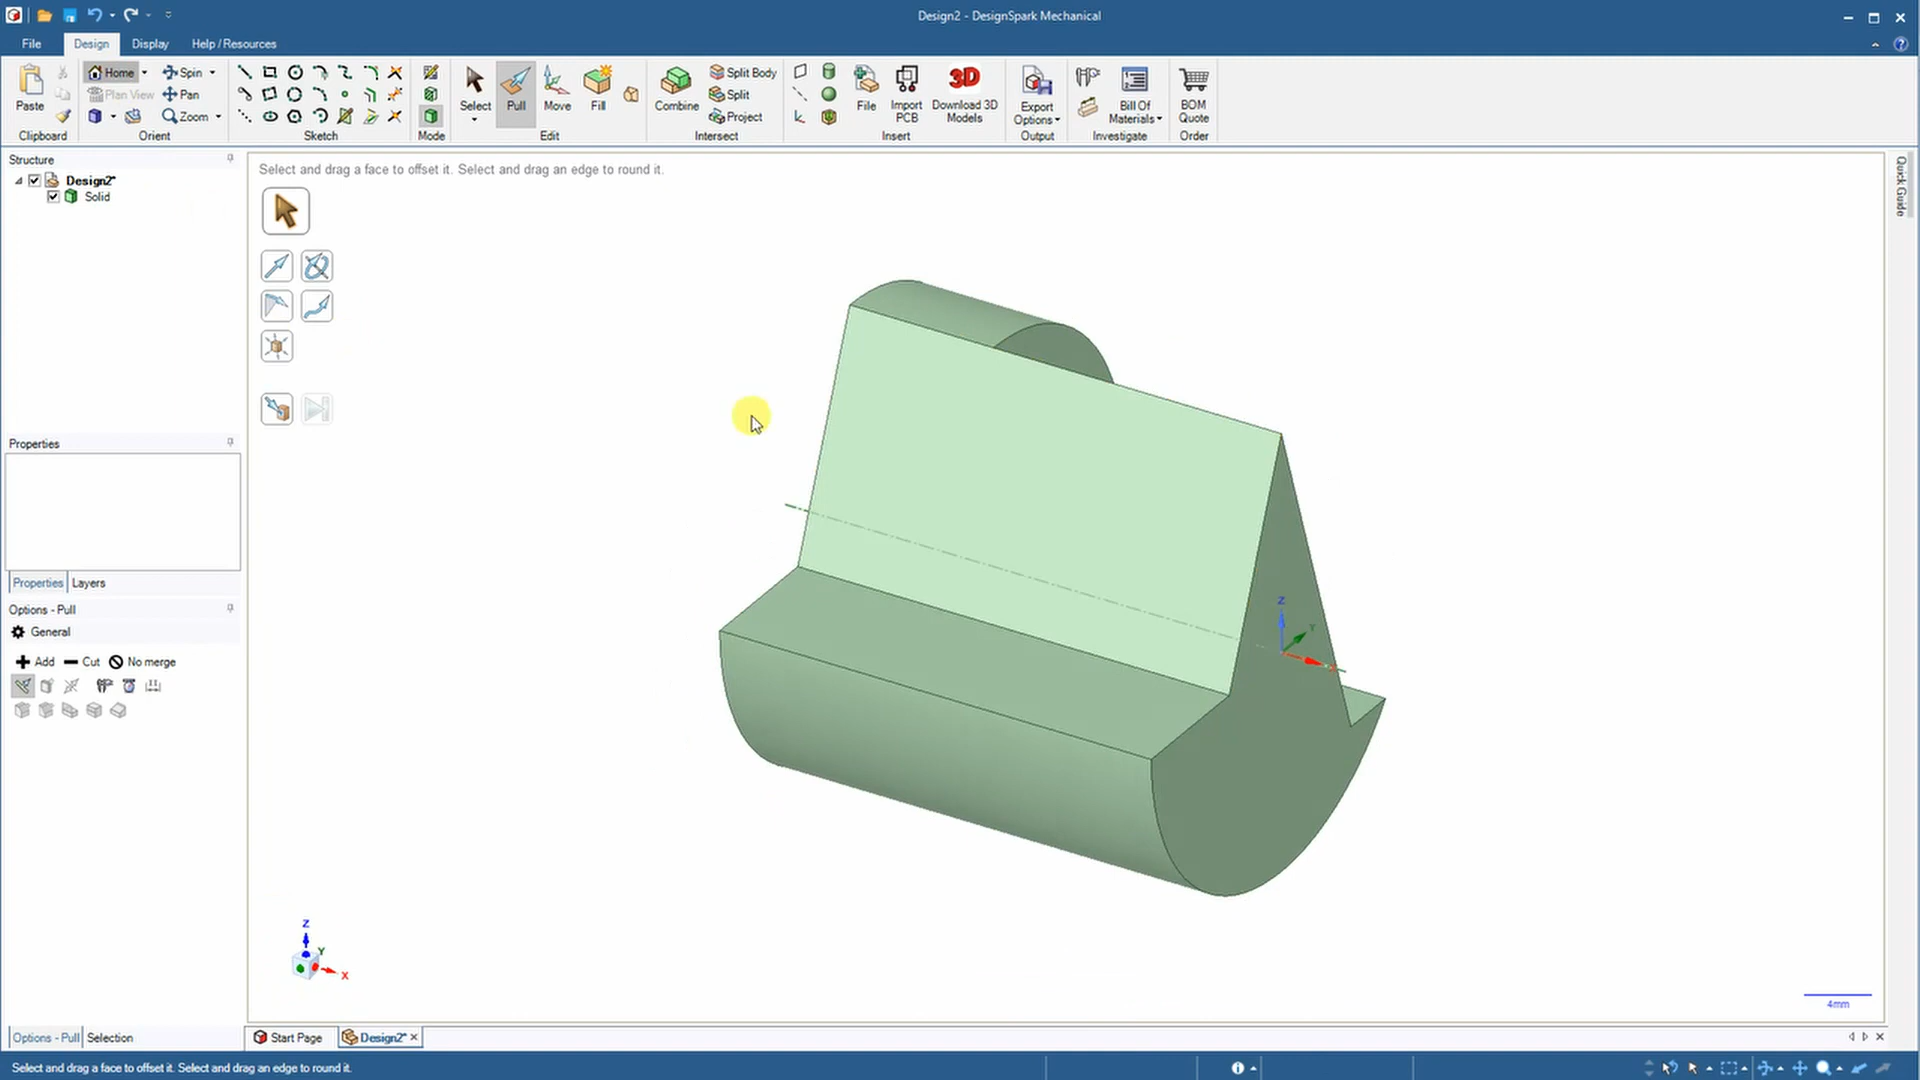 Design2 - DesignSpark Mechanical
File Design Display Help / Resources
Paste
Home
Plan View
Spin
Pan
Zoom
Select
Pull
Move
Fill
Combine
Split Body
Split
Project
File
Import PCB
Download 3D Models
3D
Export Options
Bill Of Materials
BOM Quote
Clipboard Orient Sketch Mode Edit Intersect Insert Output Investigate Order
Structure
Design2*
Solid
Properties
Properties Layers
Options - Pull
General
Add Cut No merge
Options - Pull Selection
Select and drag a face to offset it. Select and drag an edge to round it.
Quick Guide
Z
Y
Z
Y
X
4mm
Start Page Design2*
Select and drag a face to offset it. Select and drag an edge to round it.